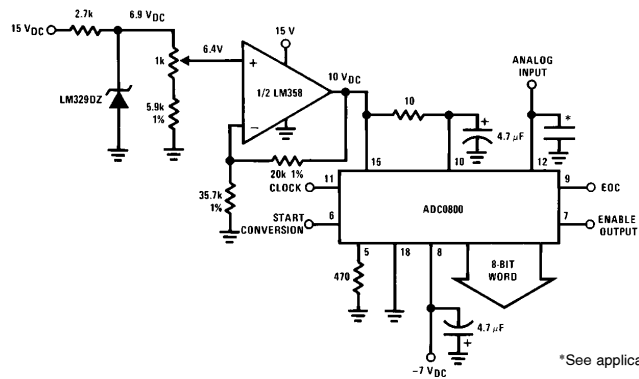 15 V DC
2.7k
6.9 VDC
LM329DZ
1k
6.4V
5.9k
1%
15 V
+
1/2 LM358
−
10 VDC
20k 1%
35.7k
1%
10
+
4.7 µF
ANALOG
INPUT
*
15
10
12
CLOCK
11
START
CONVERSION
6
ADC0800
9
EOC
7
ENABLE
OUTPUT
5
18
8
470
8-BIT
WORD
4.7 µF
+
−7 VDC
*See applica